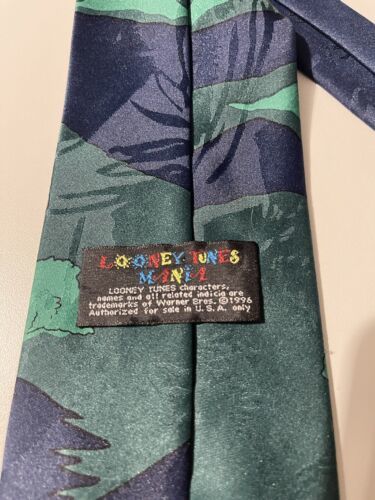 LOONEY TUNES
MANIA
LOONEY TUNES characters,
names and all related indicia are
trademarks of Warner Bros. ©1996
Authorized for sale in U.S.A. only